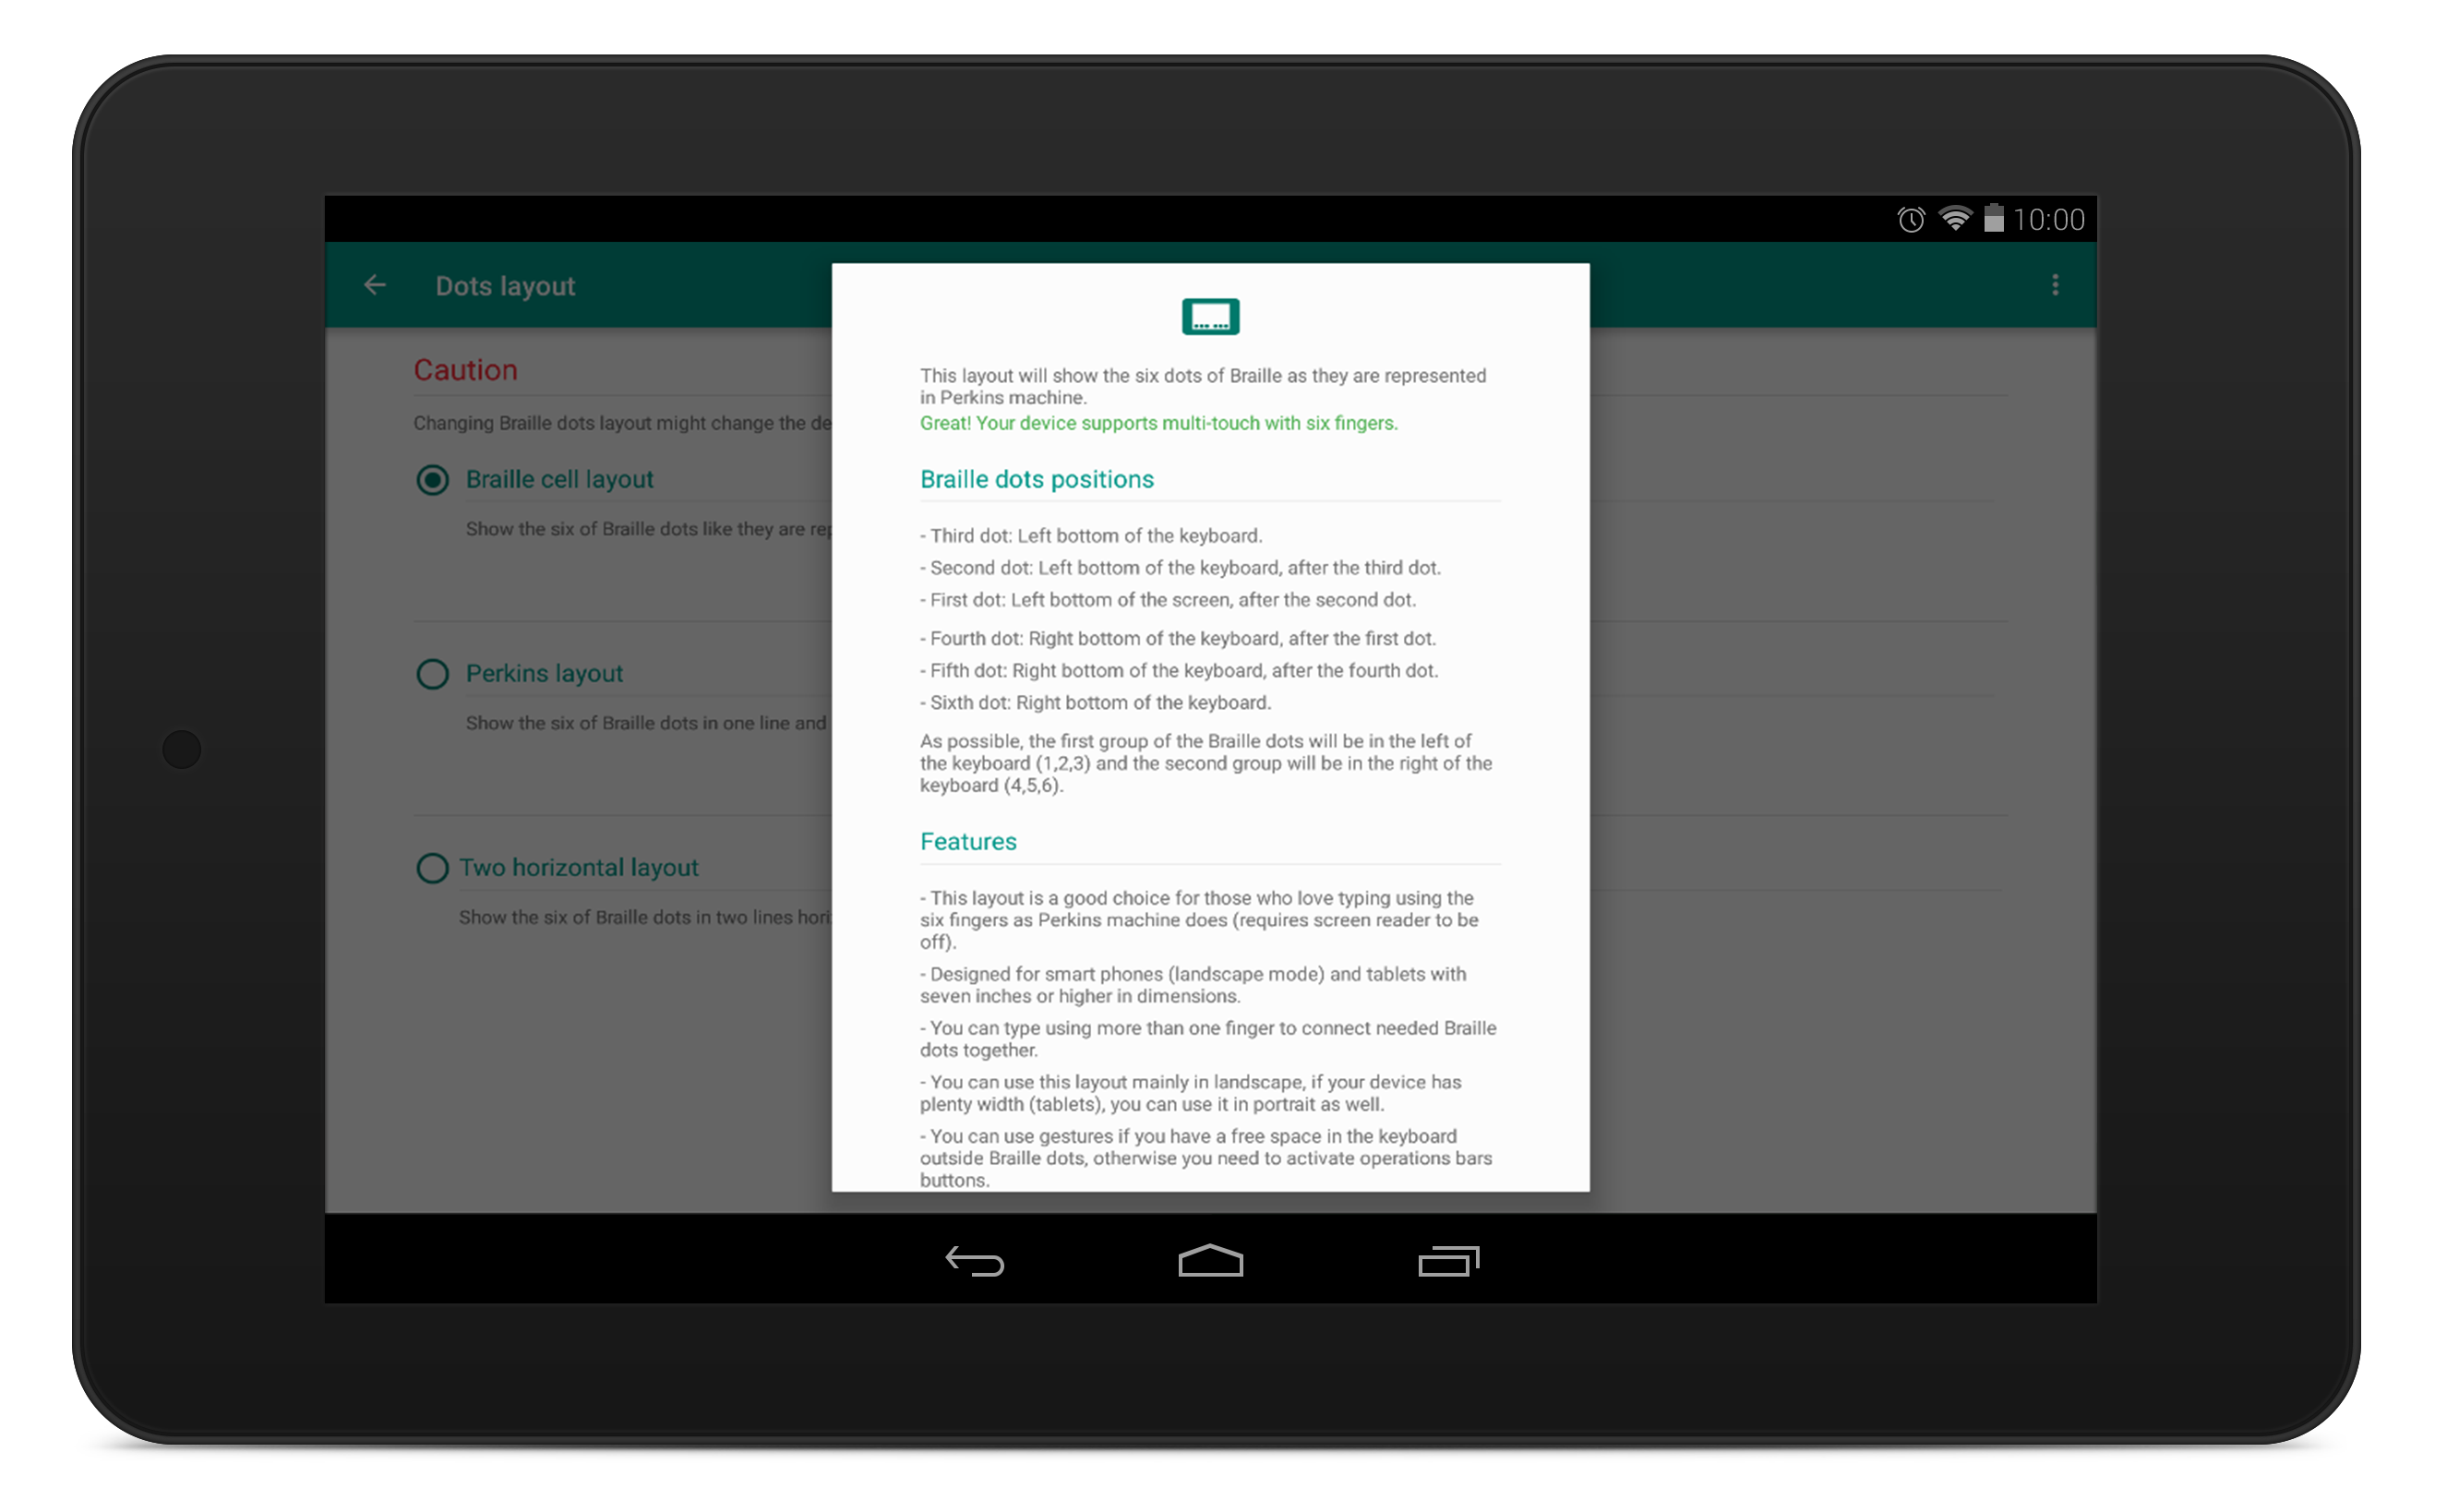 10:00
Dots layout
Caution
Changing Braille dots layout might change the de
Braille cell layout
Show the six of Braille dots like they are rep
Perkins layout
Show the six of Braille dots in one line and
Two horizontal layout
Show the six of Braille dots in two lines hori
This layout will show the six dots of Braille as they are represented
in Perkins machine.
Great! Your device supports multi-touch with six fingers.
Braille dots positions
- Third dot: Left bottom of the keyboard.
- Second dot: Left bottom of the keyboard, after the third dot.
- First dot: Left bottom of the screen, after the second dot.
- Fourth dot: Right bottom of the keyboard, after the first dot.
- Fifth dot: Right bottom of the keyboard, after the fourth dot.
- Sixth dot: Right bottom of the keyboard.
As possible, the first group of the Braille dots will be in the left of
the keyboard (1,2,3) and the second group will be in the right of the
keyboard (4,5,6).
Features
- This layout is a good choice for those who love typing using the
six fingers as Perkins machine does (requires screen reader to be
off).
- Designed for smart phones (landscape mode) and tablets with
seven inches or higher in dimensions.
- You can type using more than one finger to connect needed Braille
dots together.
- You can use this layout mainly in landscape, if your device has
plenty width (tablets), you can use it in portrait as well.
- You can use gestures if you have a free space in the keyboard
outside Braille dots, otherwise you need to activate operations bars
buttons.